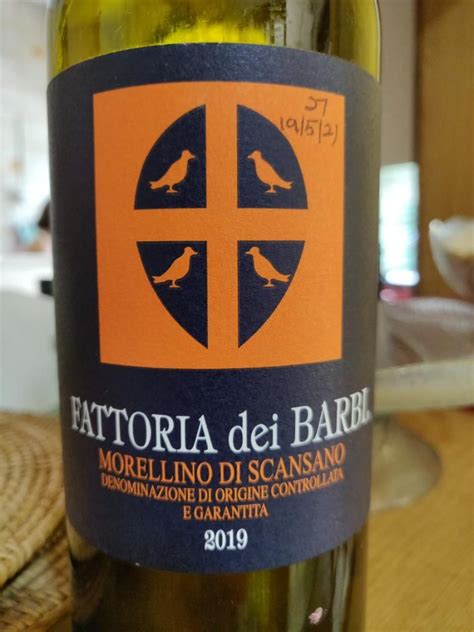 19/5/21
FATTORIA dei BARBI
MORELLINO DI SCANSANO
DENOMINAZIONE DI ORIGINE CONTROLLATA
E GARANTITA
2019